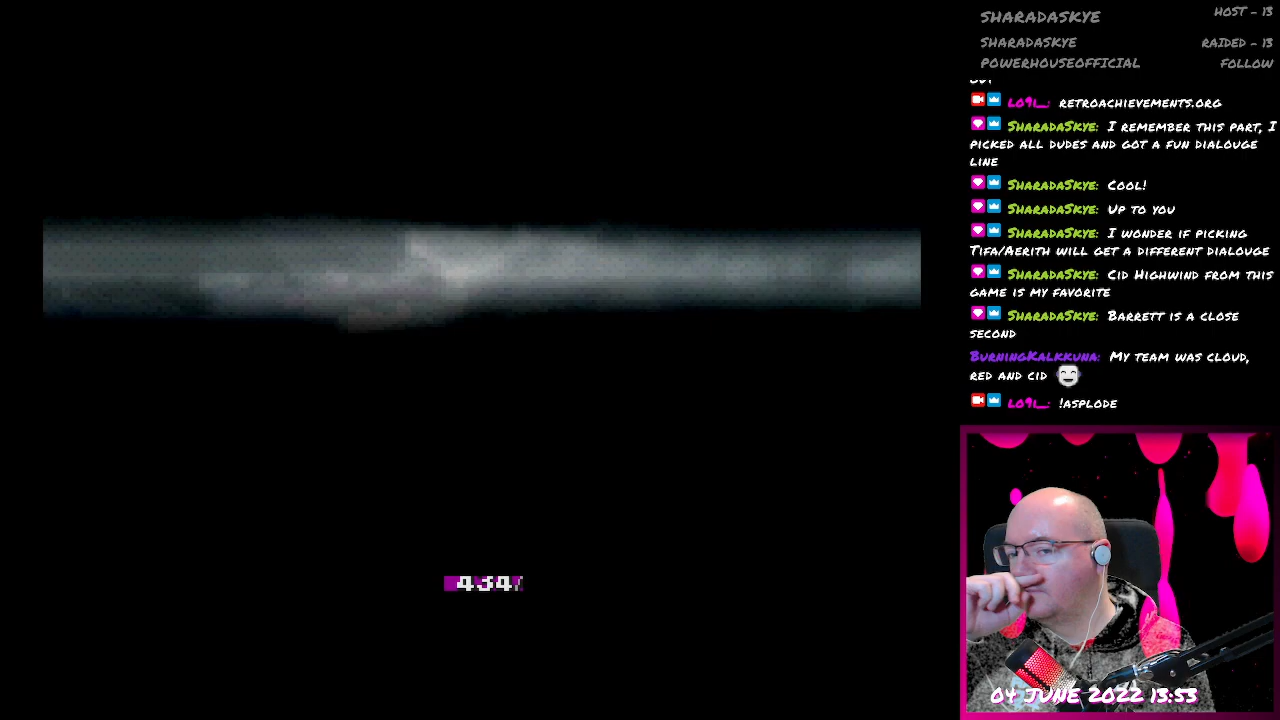 SHARADASKYE HOST - 13
SHARADASKYE RAIDED - 13
POWERHOUSEOFFICIAL FOLLOW
LO91_: RETROACHIEVEMENTS.ORG
SHARADASKYE: I REMEMBER THIS PART, I
PICKED ALL DUDES AND GOT A FUN DIALOUGE
LINE
SHARADASKYE: COOL!
SHARADASKYE: UP TO YOU
SHARADASKYE: I WONDER IF PICKING
TIFA/AERITH WILL GET A DIFFERENT DIALOUGE
SHARADASKYE: CID HIGHWIND FROM THIS
GAME IS MY FAVORITE
SHARADASKYE: BARRETT IS A CLOSE
SECOND
BURNINGKALKKUNA: MY TEAM WAS CLOUD,
RED AND CID
LO91_: !ASPLODE
434
04 JUNE 2022 13:53